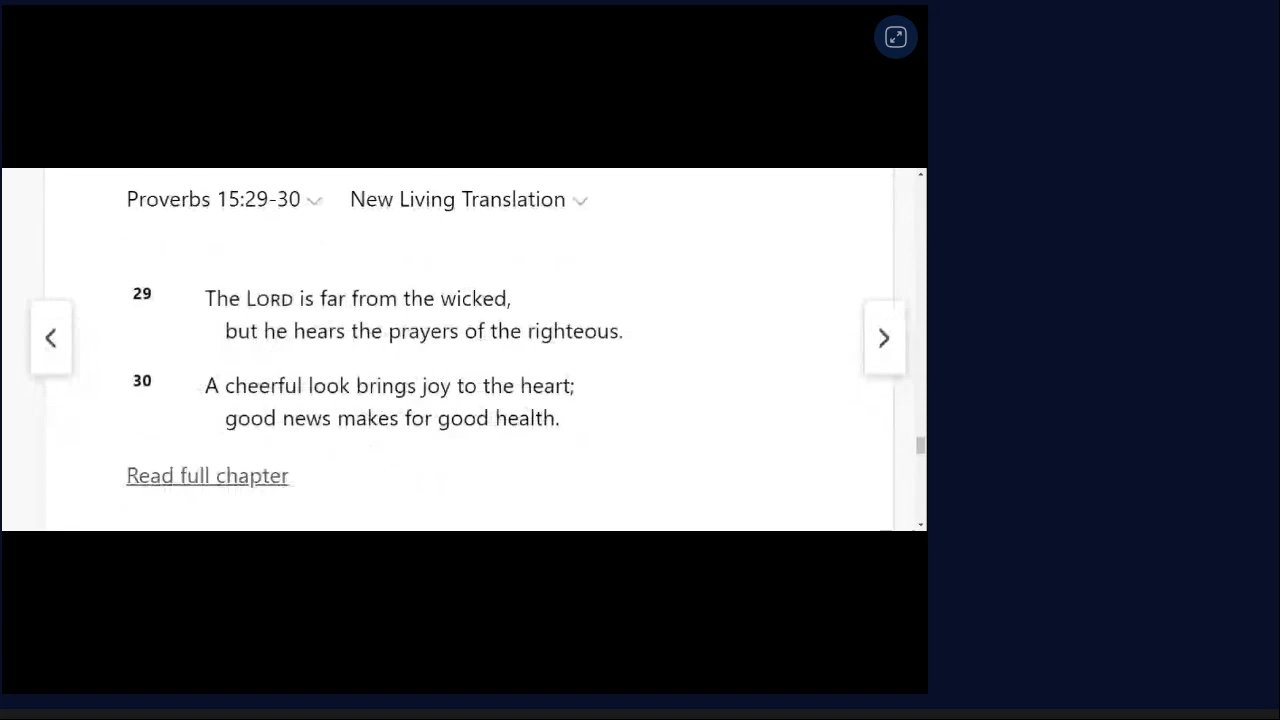 Proverbs 15:29-30 New Living Translation
29 The LORD is far from the wicked,
but he hears the prayers of the righteous.
30 A cheerful look brings joy to the heart;
good news makes for good health.
Read full chapter